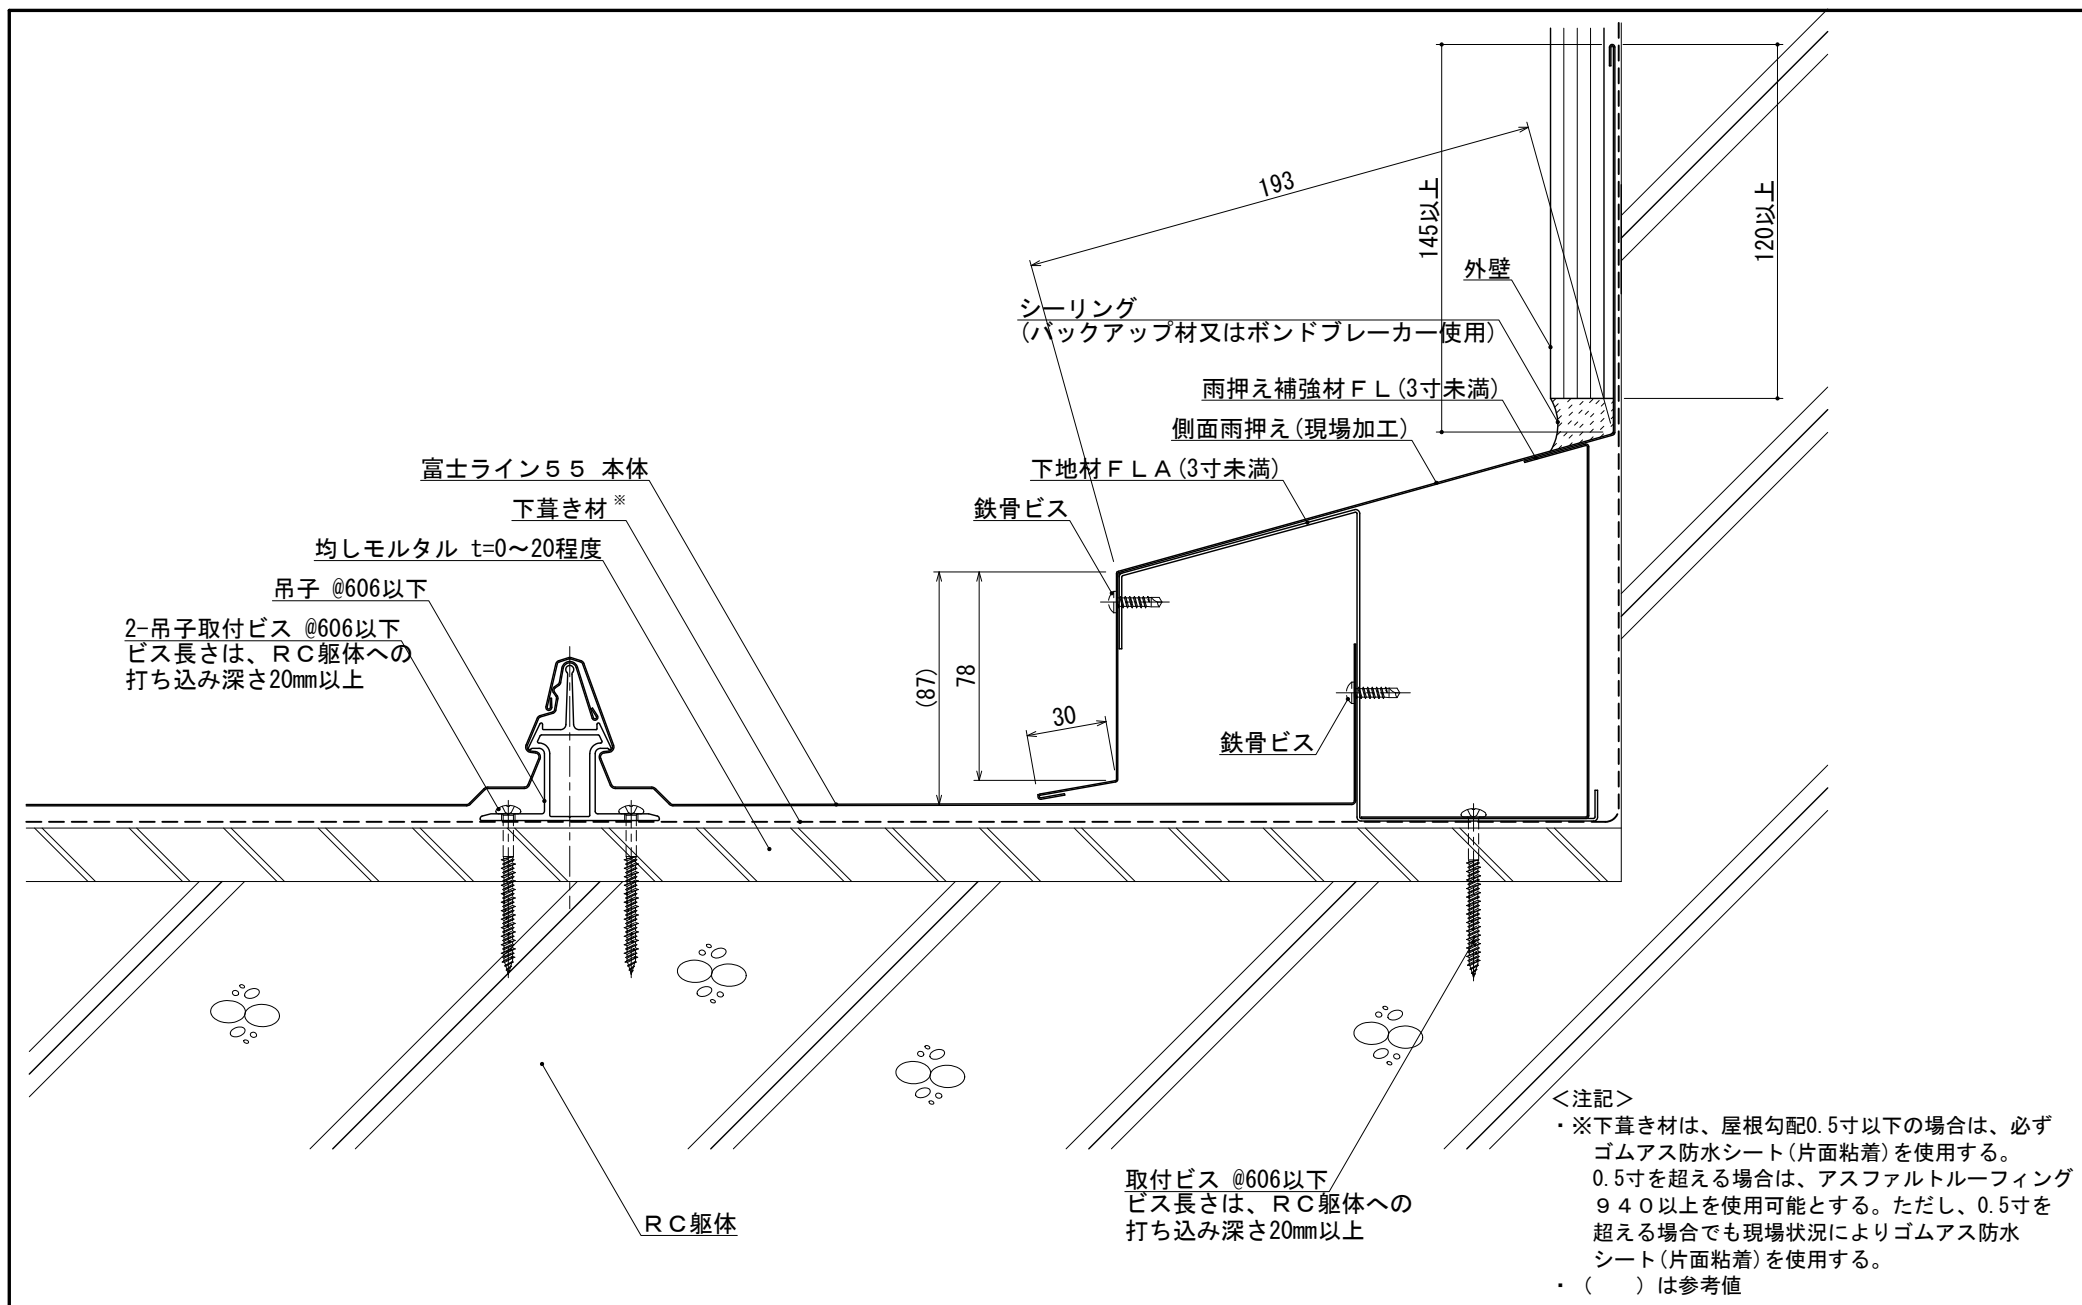 193
145以上
120以上
外壁
シーリング
(バックアップ材又はボンドブレーカー使用)
雨押え補強材ＦＬ(3寸未満)
側面雨押え(現場加工)
下地材ＦＬＡ(3寸未満)
鉄骨ビス
富士ライン５５ 本体
下葺き材※
均しモルタル t=0～20程度
吊子 @606以下
2-吊子取付ビス @606以下
ビス長さは、ＲＣ躯体への
打ち込み深さ20mm以上
(87)
78
30
鉄骨ビス
ＲＣ躯体
取付ビス @606以下
ビス長さは、ＲＣ躯体への
打ち込み深さ20mm以上
＜注記＞
・※下葺き材は、屋根勾配0.5寸以下の場合は、必ず
ゴムアス防水シート(片面粘着)を使用する。
0.5寸を超える場合は、アスファルトルーフィング
９４０以上を使用可能とする。ただし、0.5寸を
超える場合でも現場状況によりゴムアス防水
シート(片面粘着)を使用する。
・（　　）は参考値